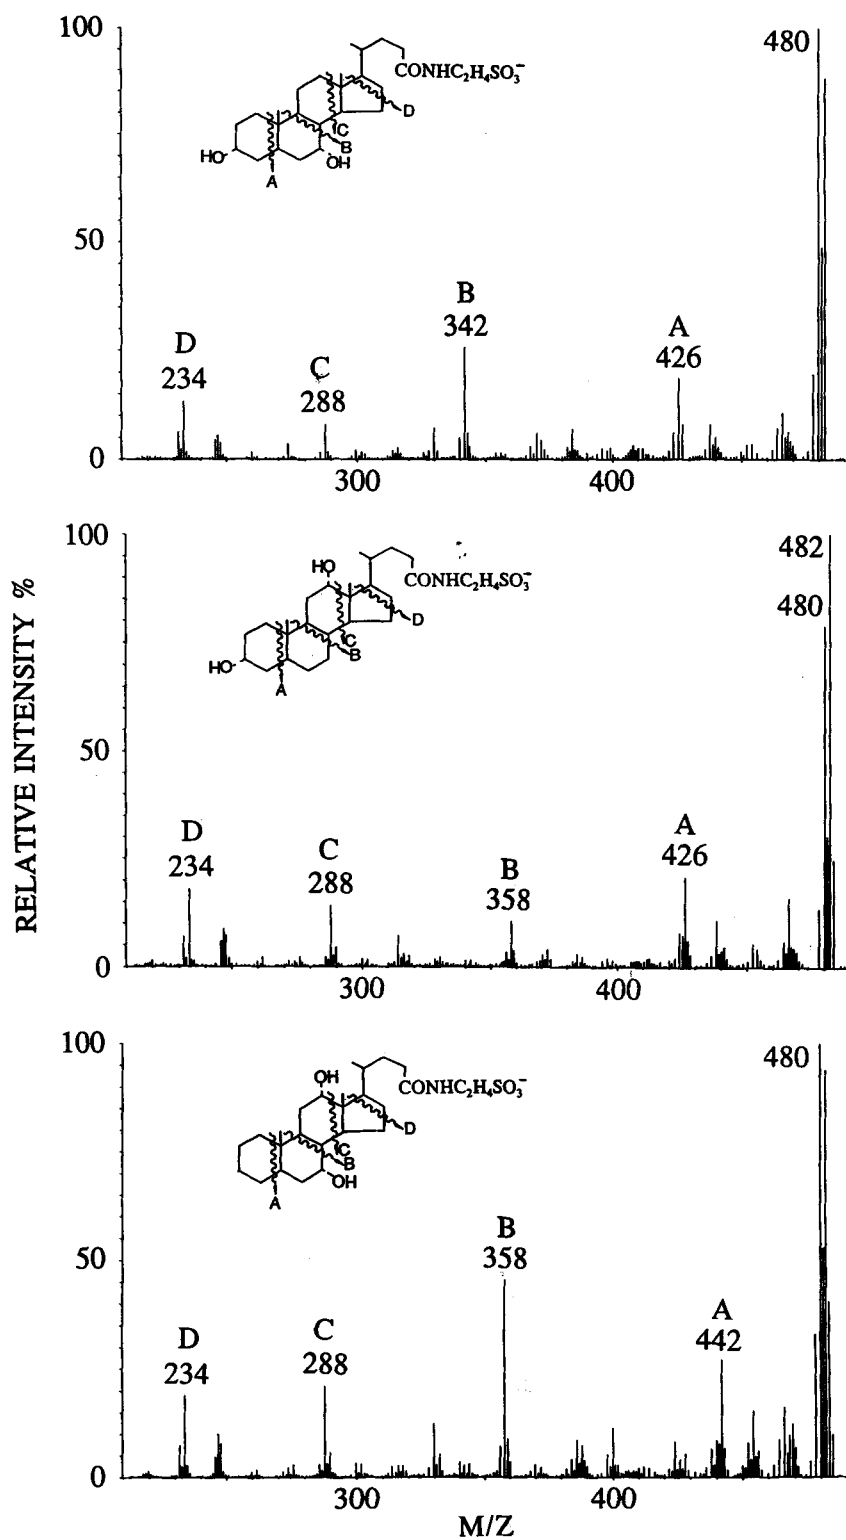 100
480
CONHC₂H₄SO₃⁻
D
C
B
HO
OH
A
50
B
342
A
426
D
234
C
288
0
300
400
100
482
HO
CONHC₂H₄SO₃⁻
480
D
C
B
HO
A
RELATIVE INTENSITY %
50
D
234
C
288
B
358
A
426
0
300
400
100
480
OH
CONHC₂H₄SO₃⁻
D
C
B
OH
A
50
B
358
A
442
D
234
C
288
0
300
400
M/Z